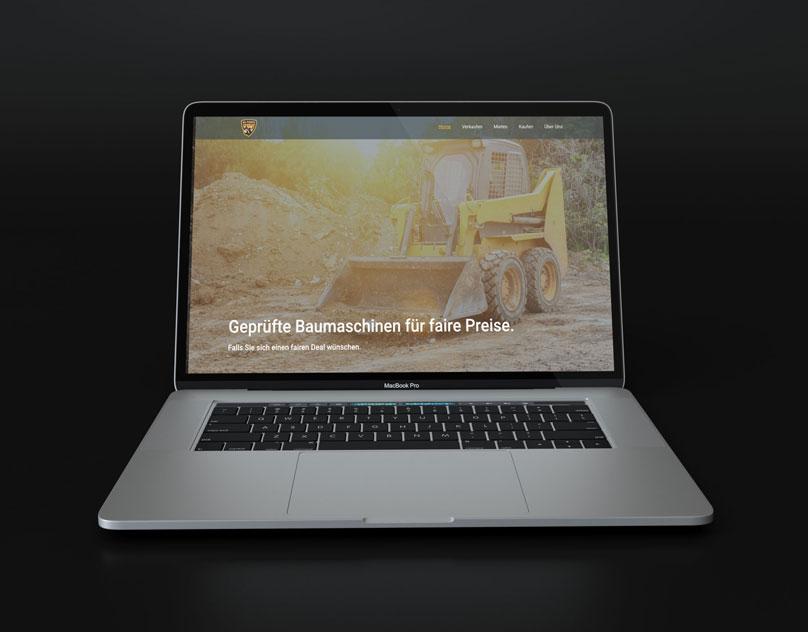 Home Verkaufen Mieten Kaufen Über Uns
Geprüfte Baumaschinen für faire Preise.
Falls Sie sich einen fairen Deal wünschen.
MacBook Pro
Q W E R T Y U I O P
A S D F G H J K L
Z X C V B N M